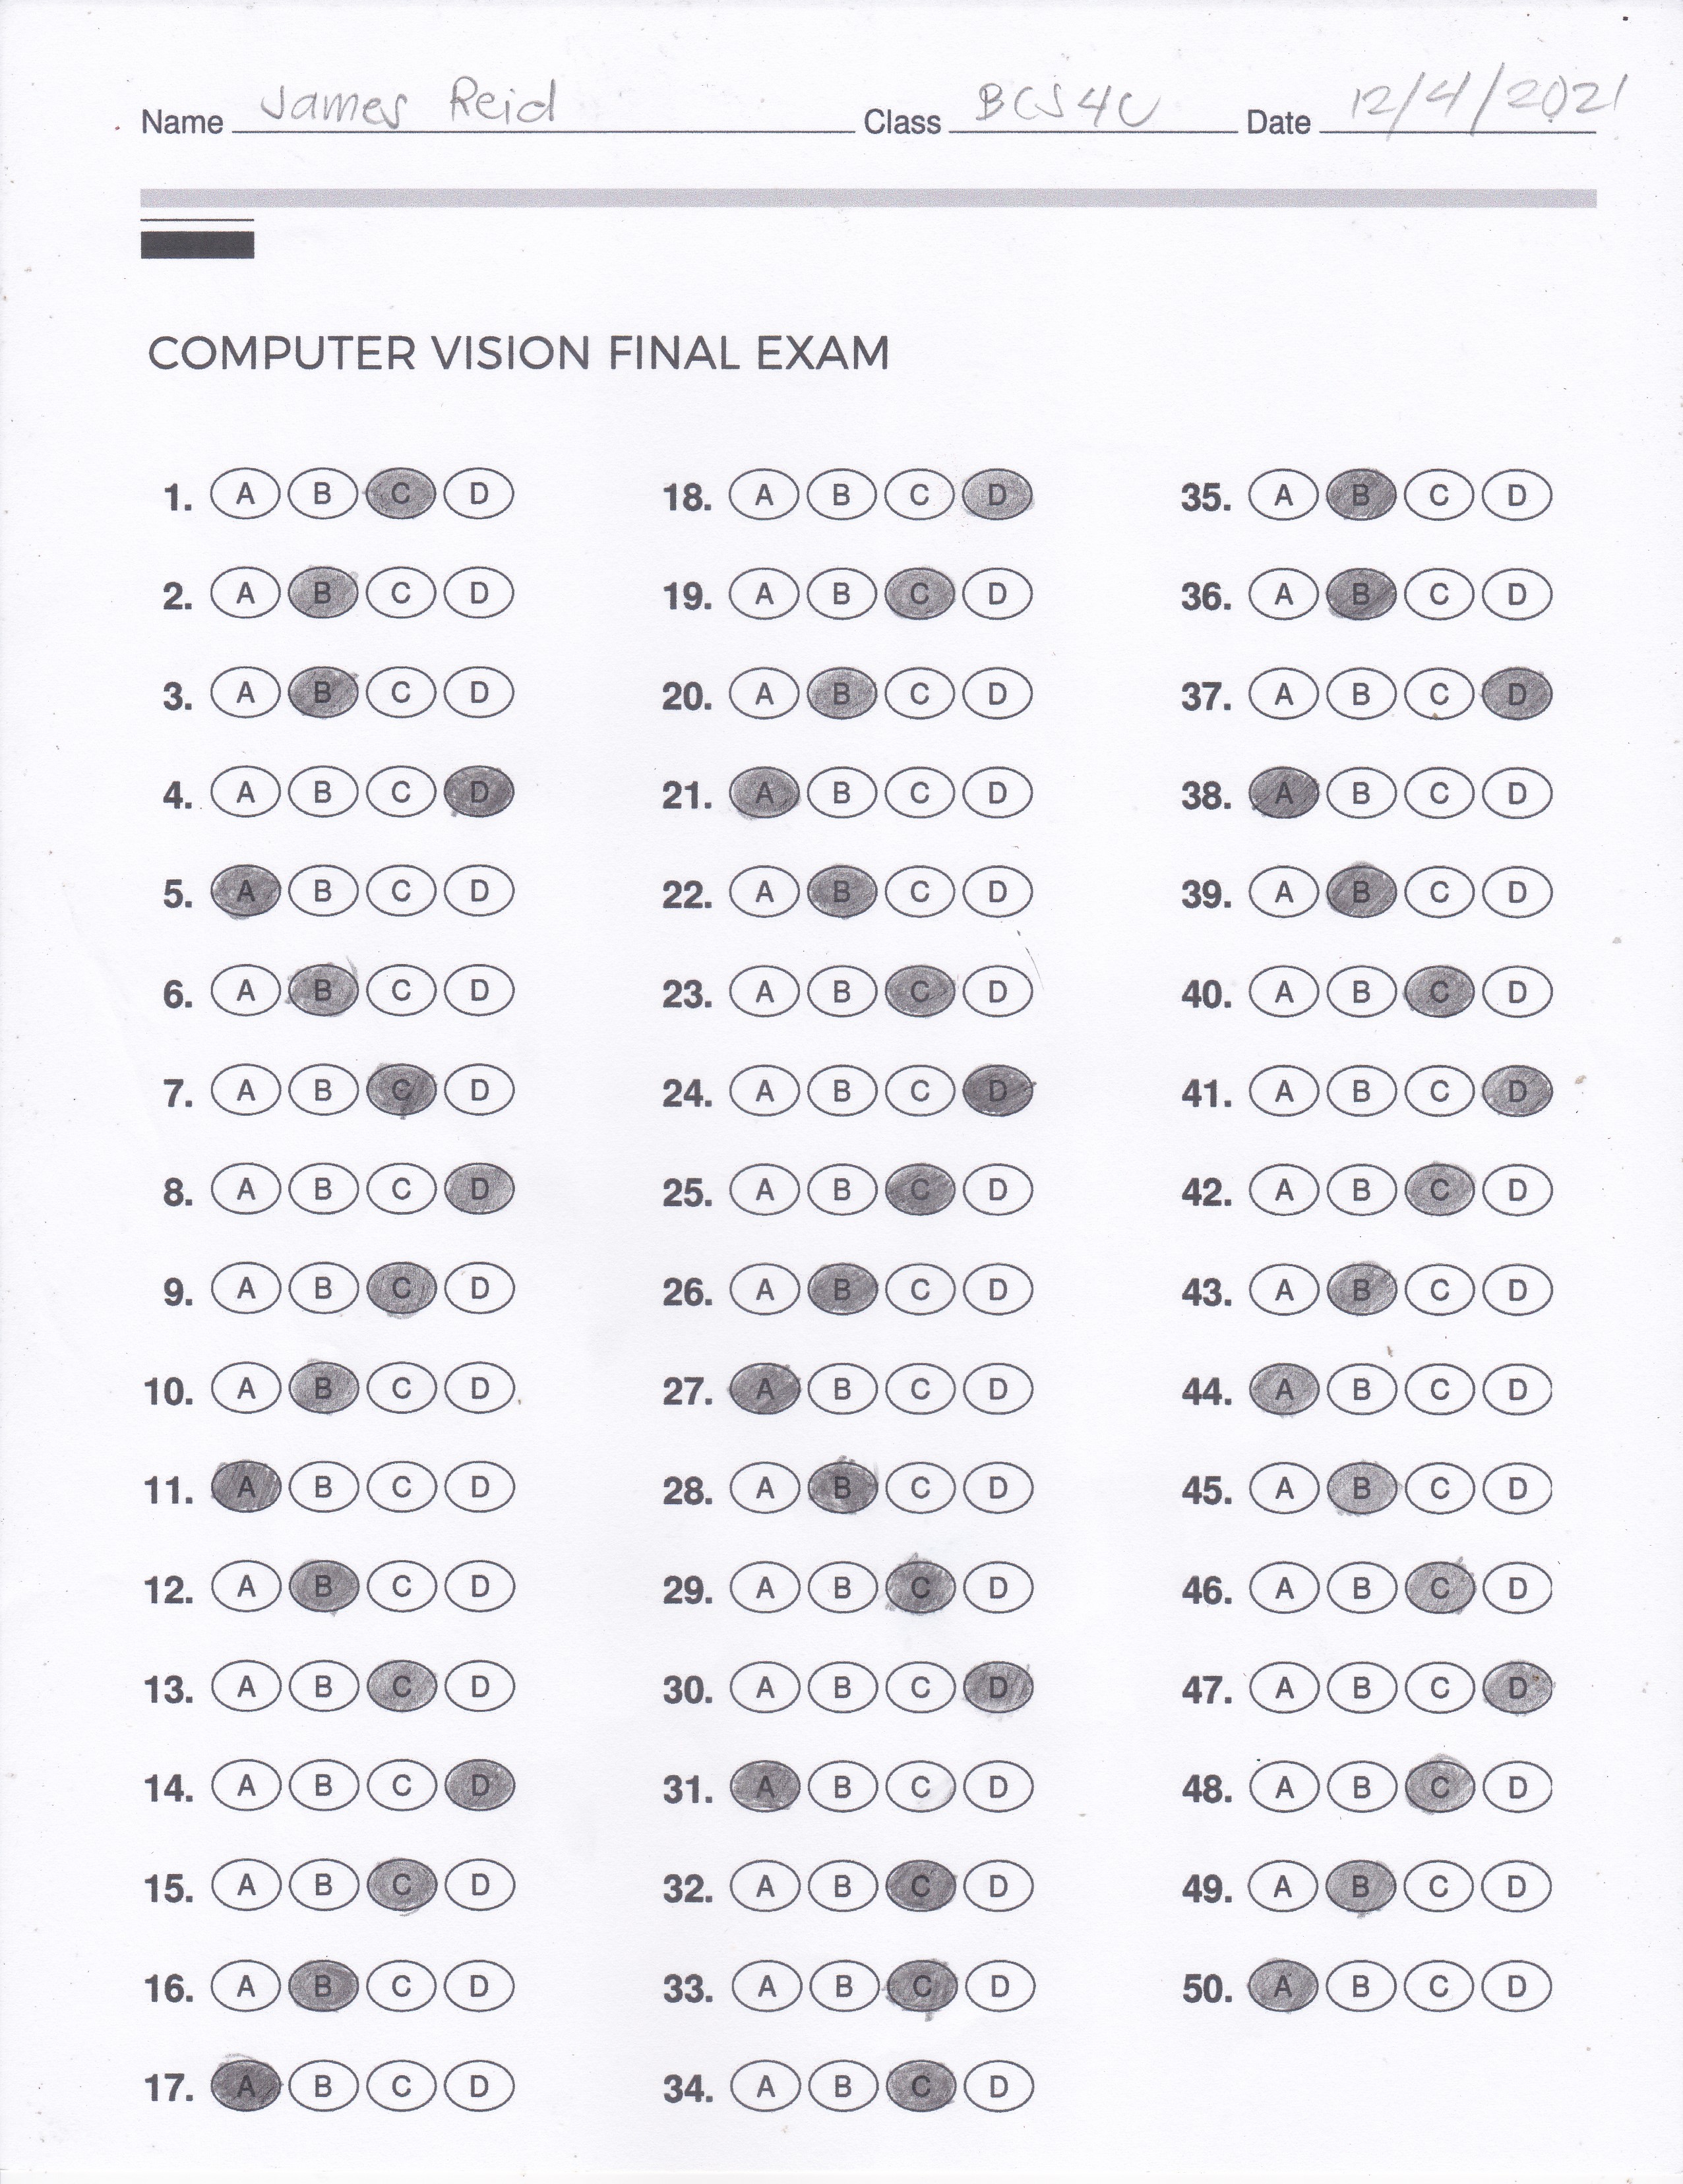 Name James Reid Class BCS4C Date 12/4/2021
COMPUTER VISION FINAL EXAM
1. A B C D
2. A B C D
3. A B C D
4. A B C D
5. A B C D
6. A B C D
7. A B C D
8. A B C D
9. A B C D
10. A B C D
11. A B C D
12. A B C D
13. A B C D
14. A B C D
15. A B C D
16. A B C D
17. A B C D
18. A B C D
19. A B C D
20. A B C D
21. A B C D
22. A B C D
23. A B C D
24. A B C D
25. A B C D
26. A B C D
27. A B C D
28. A B C D
29. A B C D
30. A B C D
31. A B C D
32. A B C D
33. A B C D
34. A B C D
35. A B C D
36. A B C D
37. A B C D
38. A B C D
39. A B C D
40. A B C D
41. A B C D
42. A B C D
43. A B C D
44. A B C D
45. A B C D
46. A B C D
47. A B C D
48. A B C D
49. A B C D
50. A B C D